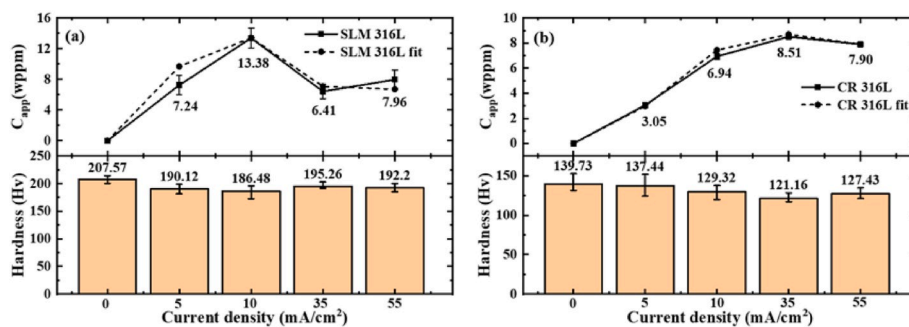 (a)
SLM 316L
SLM 316L fit
C_app(wppm)
16
12
8
4
0
7.24
13.38
6.41
7.96
Hardness (Hv)
250
200
150
100
50
0
207.57
190.12
186.48
195.26
192.2
0 5 10 35 55
Current density (mA/cm²)
(b)
CR 316L
CR 316L fit
C_app(wppm)
10
8
6
4
2
0
3.05
6.94
8.51
7.90
Hardness (Hv)
150
100
50
0
139.73
137.44
129.32
121.16
127.43
0 5 10 35 55
Current density (mA/cm²)